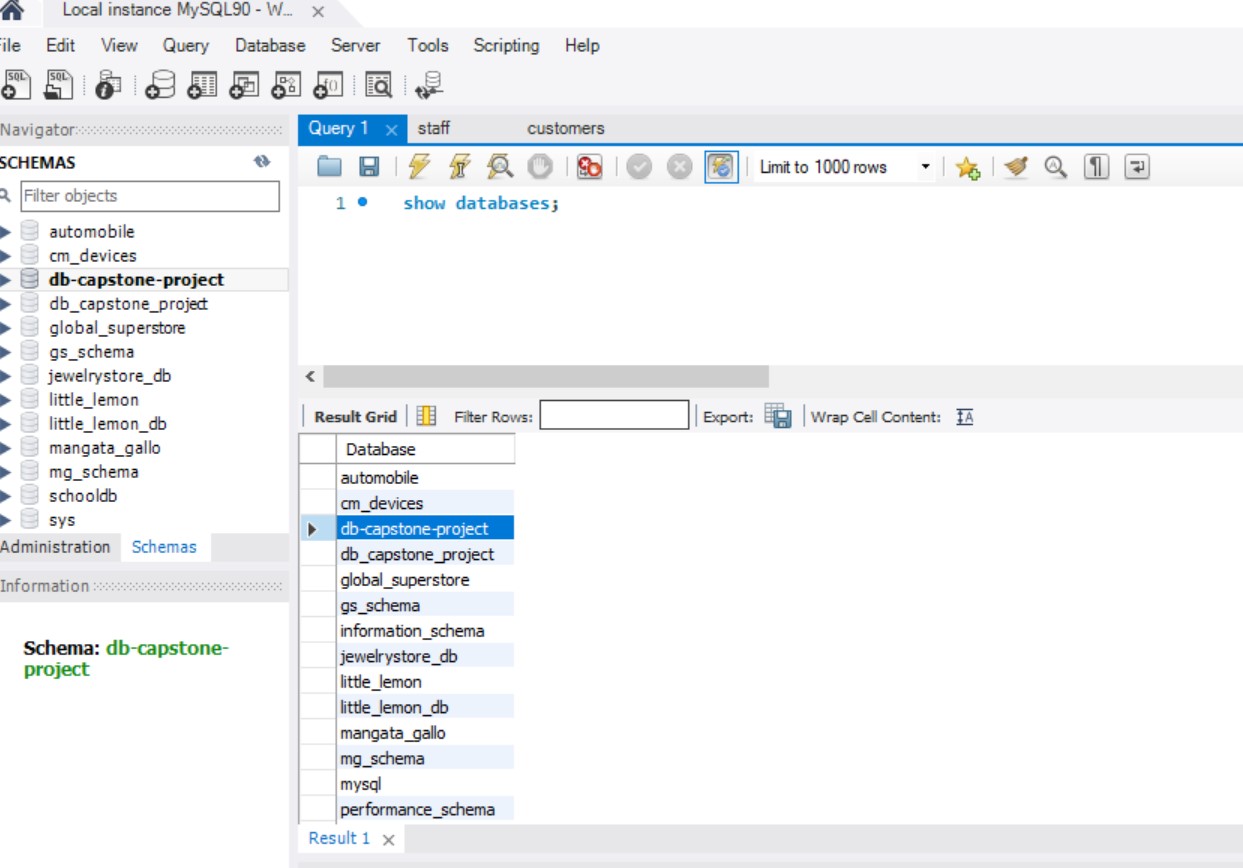 Local instance MySQL90 - W...
ile Edit View Query Database Server Tools Scripting Help
SQL SQL
Navigator
SCHEMAS
Filter objects
automobile
cm_devices
db-capstone-project
db_capstone_project
global_superstore
gs_schema
jewelrystore_db
little_lemon
little_lemon_db
mangata_gallo
mg_schema
schooldb
sys
Administration Schemas
Information
Schema: db-capstone-
project
Query 1 staff customers
Limit to 1000 rows
1 show databases;
Result Grid Filter Rows: Export: Wrap Cell Content:
Database
automobile
cm_devices
db-capstone-project
db_capstone_project
global_superstore
gs_schema
information_schema
jewelrystore_db
little_lemon
little_lemon_db
mangata_gallo
mg_schema
mysql
performance_schema
Result 1